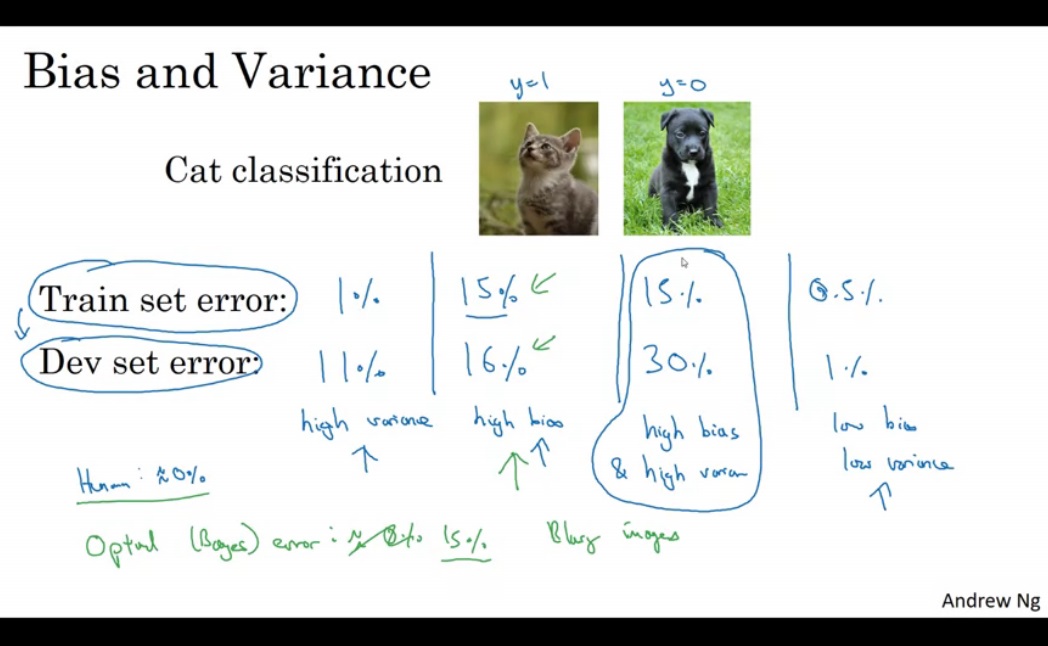 Bias and Variance
y=1
y=0
Cat classification
Train set error: 1% 15% 15% 0.5%
Dev set error: 11% 16% 30% 1%
high variance high bias high bias low bias
& high varian low variance
Human: ≈0%
Optimal (Bayes) error: ≈ 0% 15% Blurry images
Andrew Ng